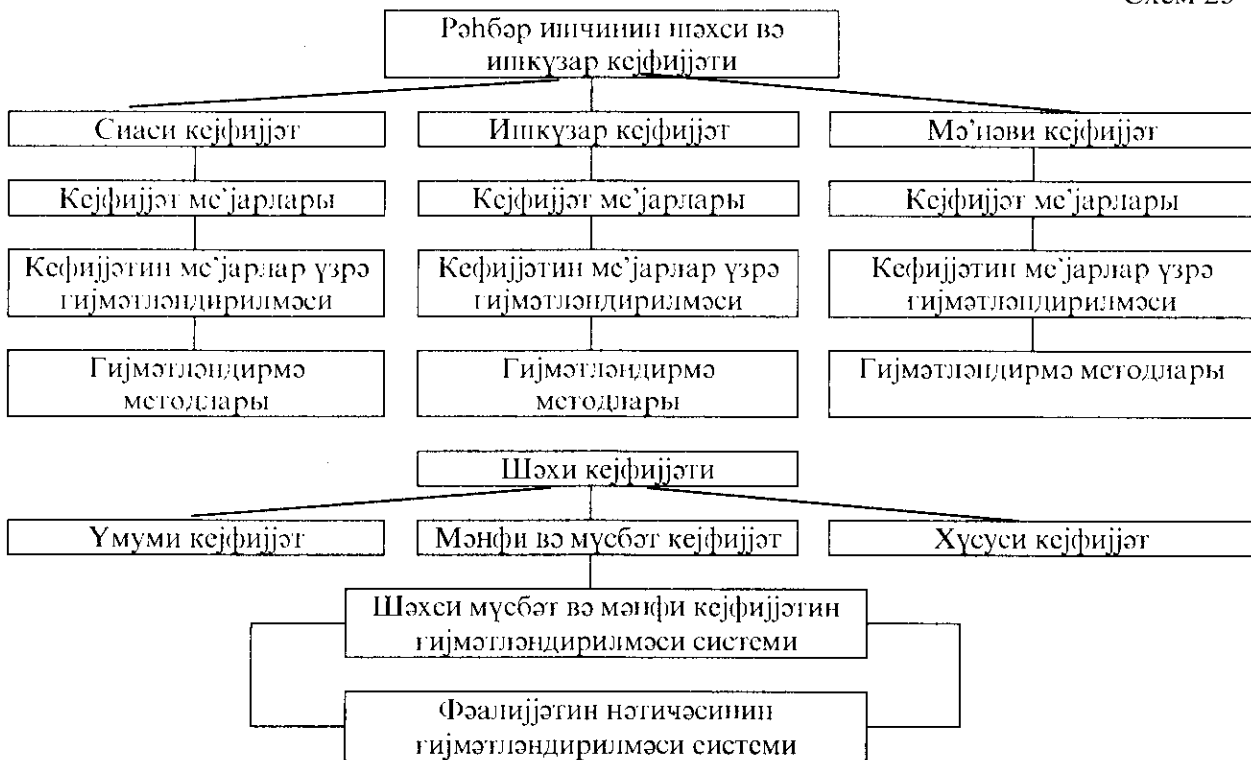 Схем 25
Рәһбәр ишчинин шәхси вә
ишкүзар кејфијјәти
Сиаси кејфијјәт
Ишкүзар кејфијјәт
Мә’нәви кејфијјәт
Кејфијјәт ме’јарлары
Кејфијјәт ме’јарлары
Кејфијјәт ме’јарлары
Кефијјәтин ме’јарлар үзрә
гијмәтләндирилмәси
Кефијјәтин ме’јарлар үзрә
гијмәтләндирилмәси
Кефијјәтин ме’јарлар үзрә
гијмәтләндирилмәси
Гијмәтләндирмә
методлары
Гијмәтләндирмә
методлары
Гијмәтләндирмә методлары
Шәхи кејфијјәти
Үмуми кејфијјәт
Мәнфи вә мүсбәт кејфијјәт
Хүсуси кејфијјәт
Шәхси мүсбәт вә мәнфи кејфијјәтин
гијмәтләндирилмәси системи
Фәалијјәтин нәтичәсинин
гијмәтләндирилмәси системи